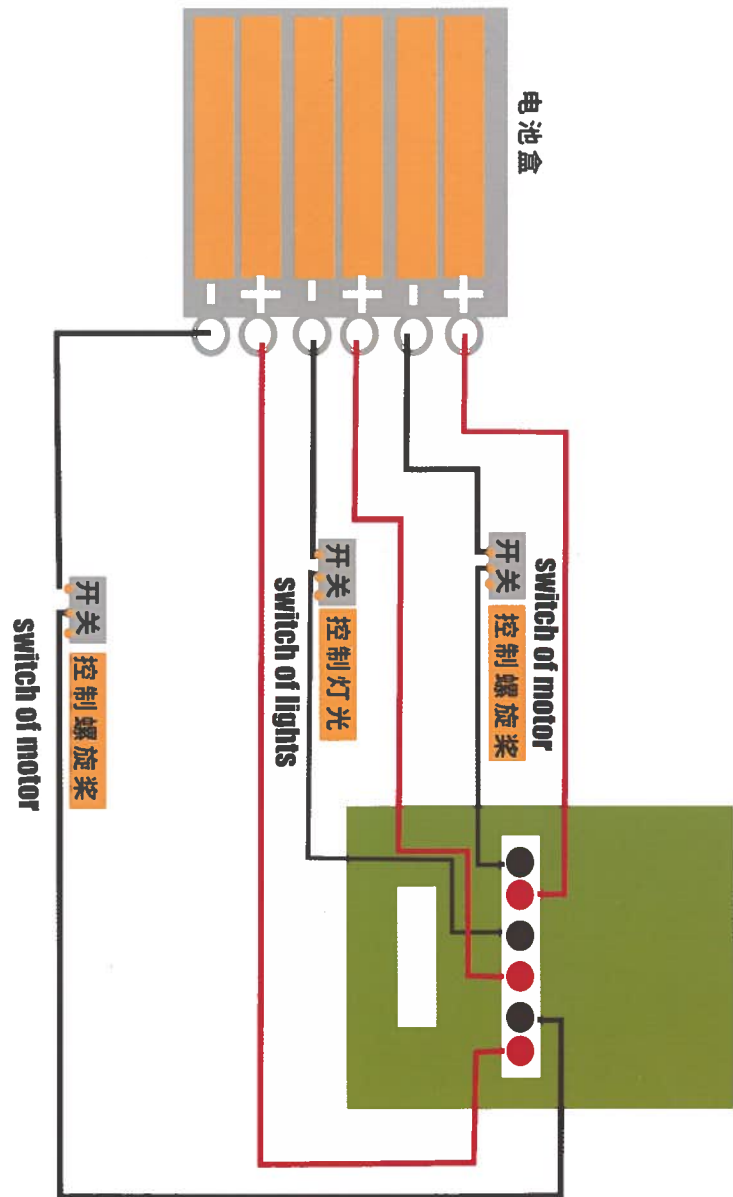 电池盒
- + - + - +
开关
控制螺旋桨
switch of motor
开关
控制灯光
switch of lights
开关
控制螺旋桨
switch of motor